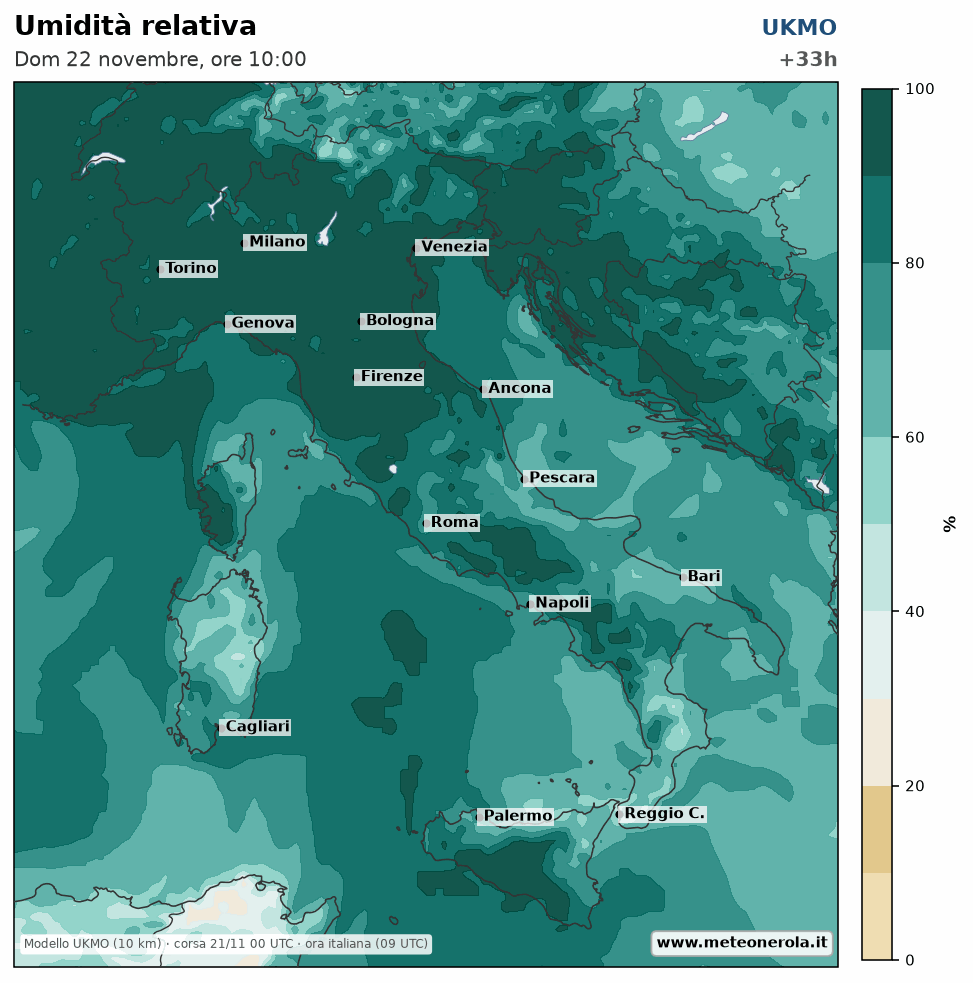 Umidità relativa
UKMO
Dom 22 novembre, ore 10:00
+33h
100
80
60
40
20
0
%
Milano
Venezia
Torino
Genova
Bologna
Firenze
Ancona
Pescara
Roma
Bari
Napoli
Cagliari
Palermo
Reggio C.
Modello UKMO (10 km) · corsa 21/11 00 UTC · ora italiana (09 UTC)
www.meteonerola.it